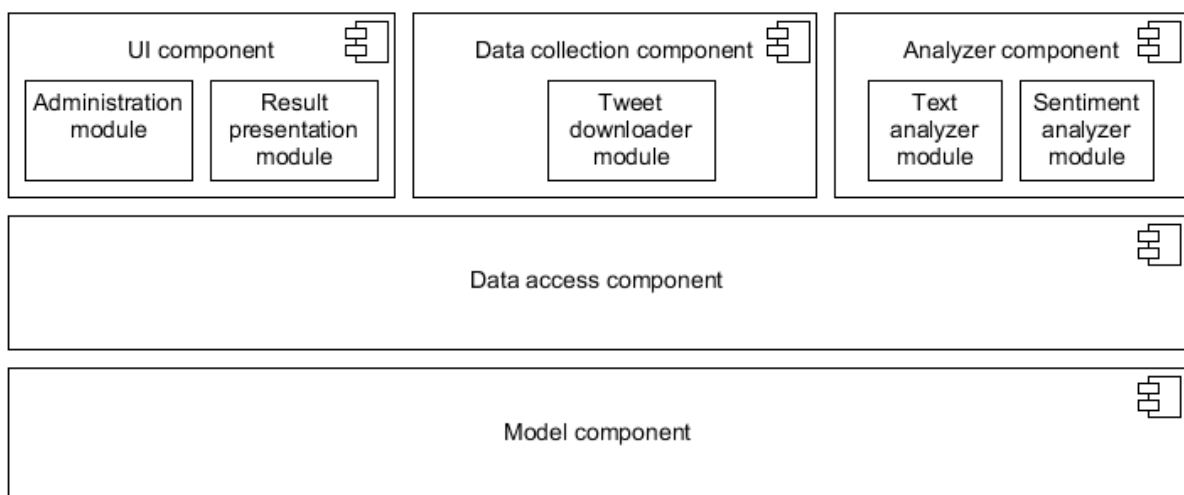 UI component
Administration
module
Result
presentation
module
Data collection component
Tweet
downloader
module
Analyzer component
Text
analyzer
module
Sentiment
analyzer
module
Data access component
Model component